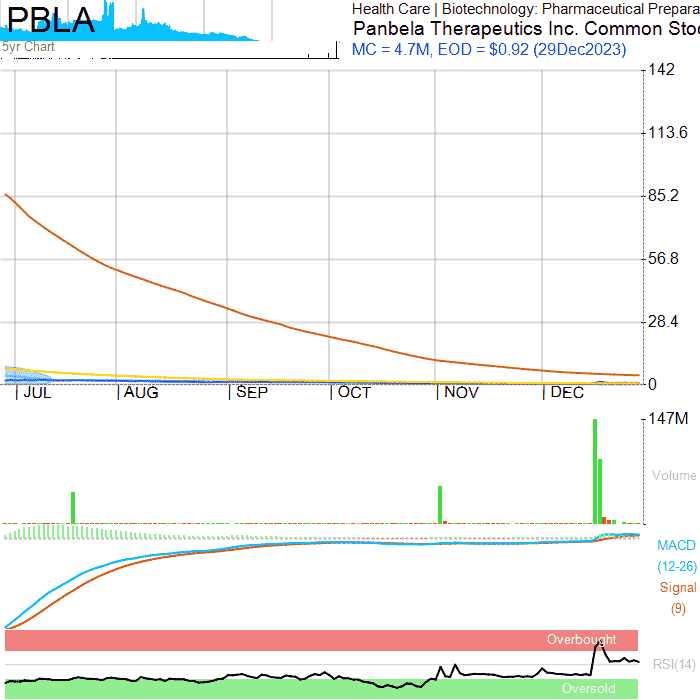 PBLA
Health Care | Biotechnology: Pharmaceutical Prepara
Panbela Therapeutics Inc. Common Sto
5yr Chart
MC = 4.7M, EOD = $0.92 (29Dec2023)
142
113.6
85.2
56.8
28.4
0
JUL AUG SEP OCT NOV DEC
147M
Volume
MACD
(12-26)
Signal
(9)
Overbought
RSI(14)
Oversold